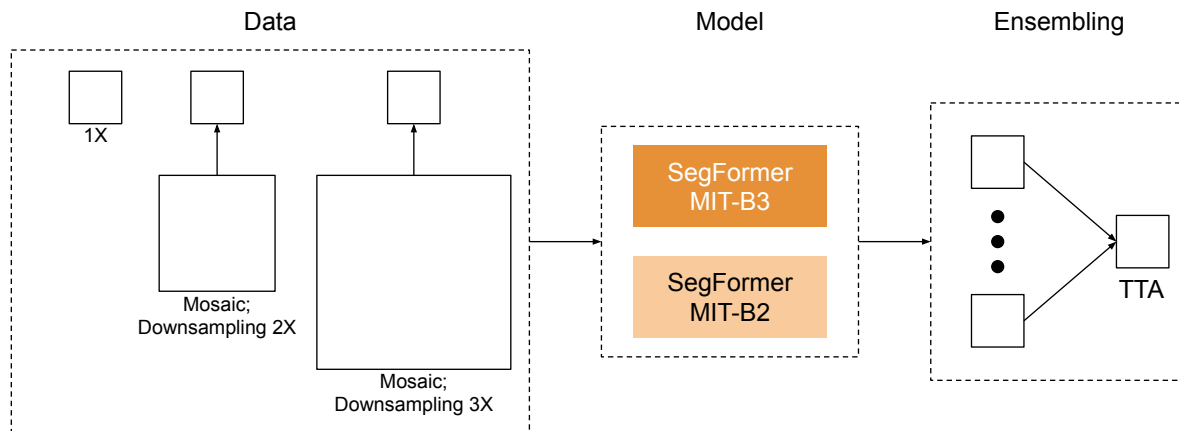 Data
Model
Ensembling
1X
Mosaic;
Downsampling 2X
Mosaic;
Downsampling 3X
SegFormer
MIT-B3
SegFormer
MIT-B2
TTA